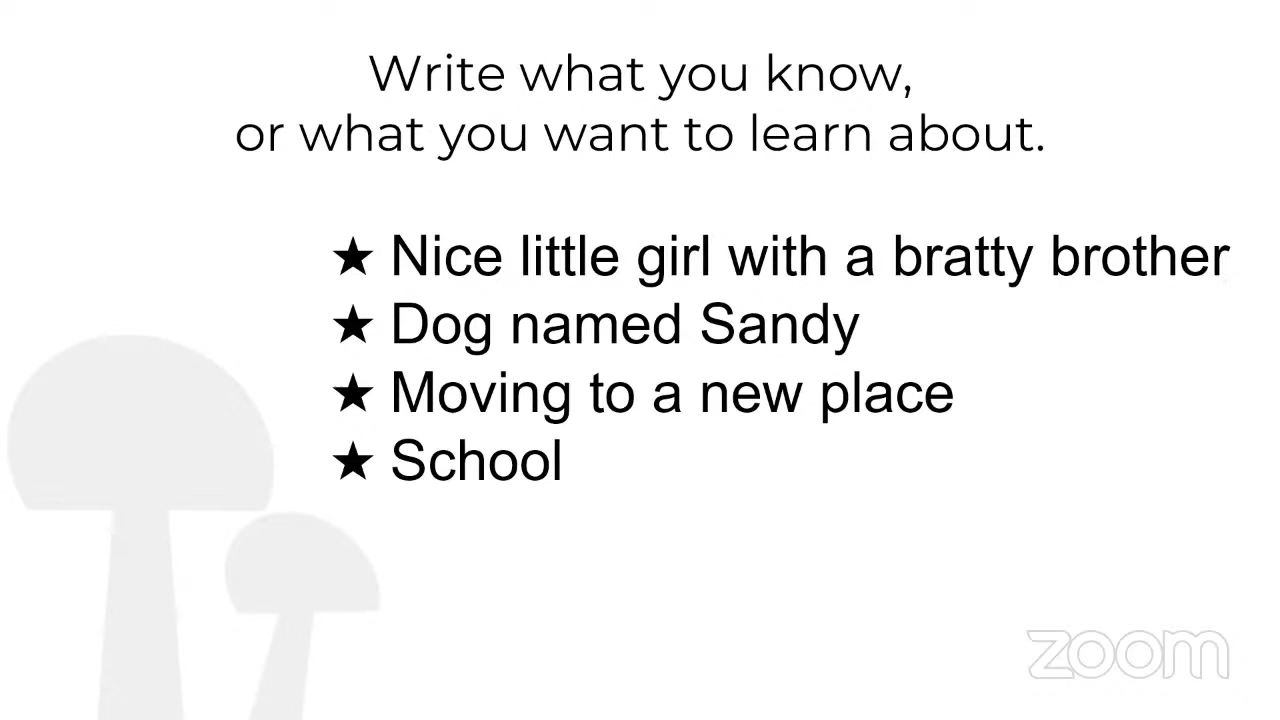 Write what you know,
or what you want to learn about.
★ Nice little girl with a bratty brother
★ Dog named Sandy
★ Moving to a new place
★ School
zoom